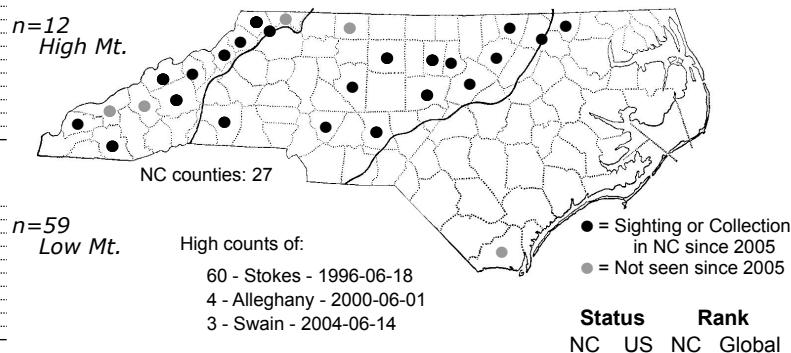 n=12
High Mt.
NC counties: 27
n=59
Low Mt.
High counts of:
60 - Stokes - 1996-06-18
4 - Alleghany - 2000-06-01
3 - Swain - 2004-06-14
= Sighting or Collection
in NC since 2005
= Not seen since 2005
Status Rank
NC US NC Global